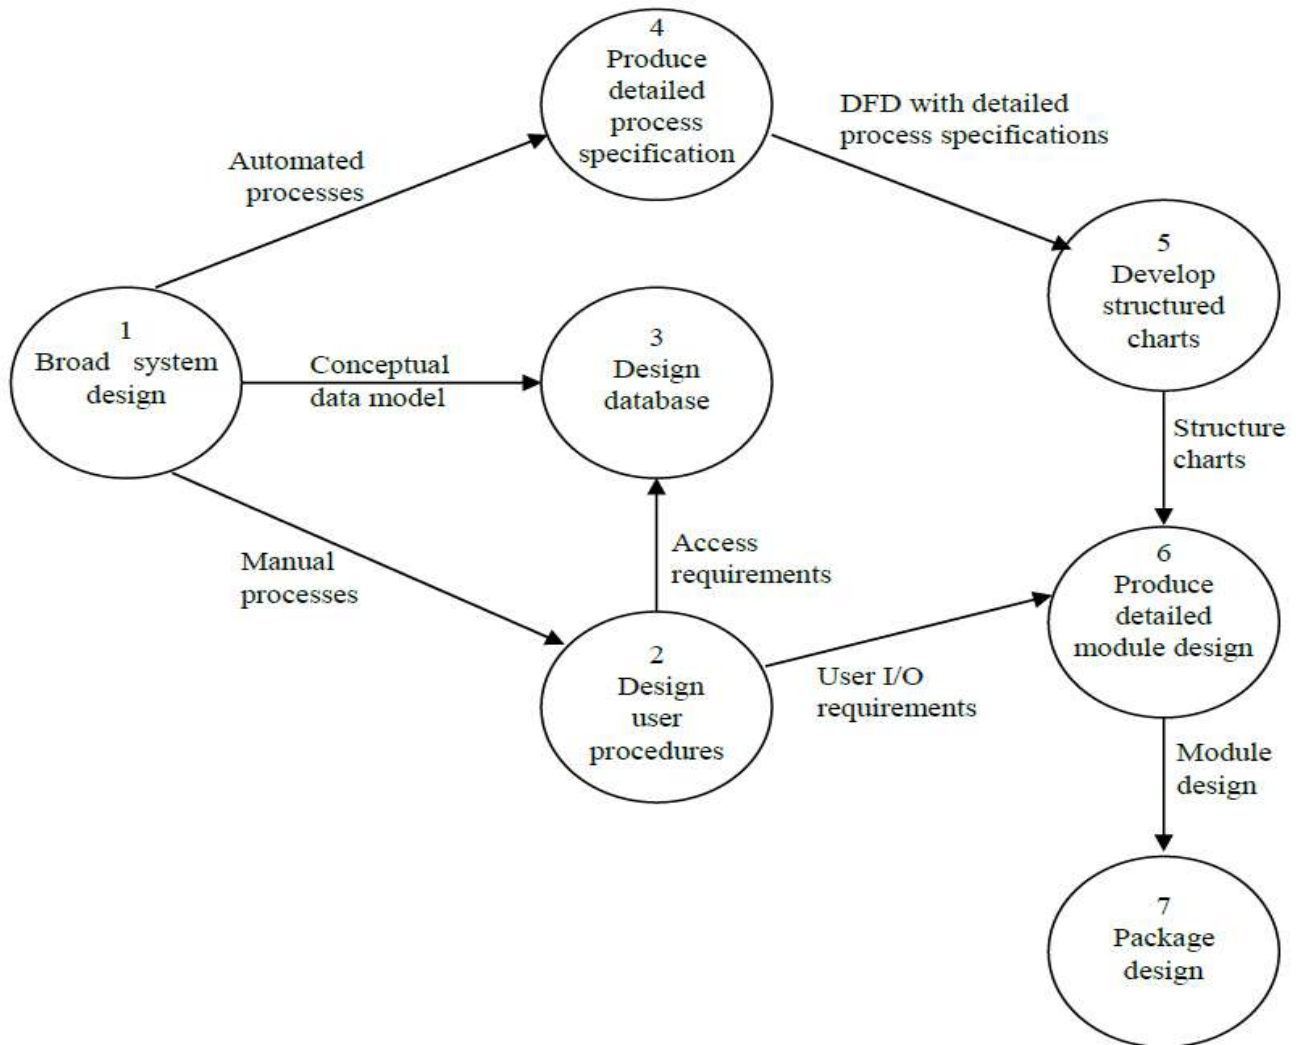 4
Produce
detailed
process
specification
DFD with detailed
process specifications
Automated
processes
5
Develop
structured
charts
1
Broad system
design
Conceptual
data model
3
Design
database
Structure
charts
Manual
processes
Access
requirements
6
Produce
detailed
module design
2
Design
user
procedures
User I/O
requirements
Module
design
7
Package
design